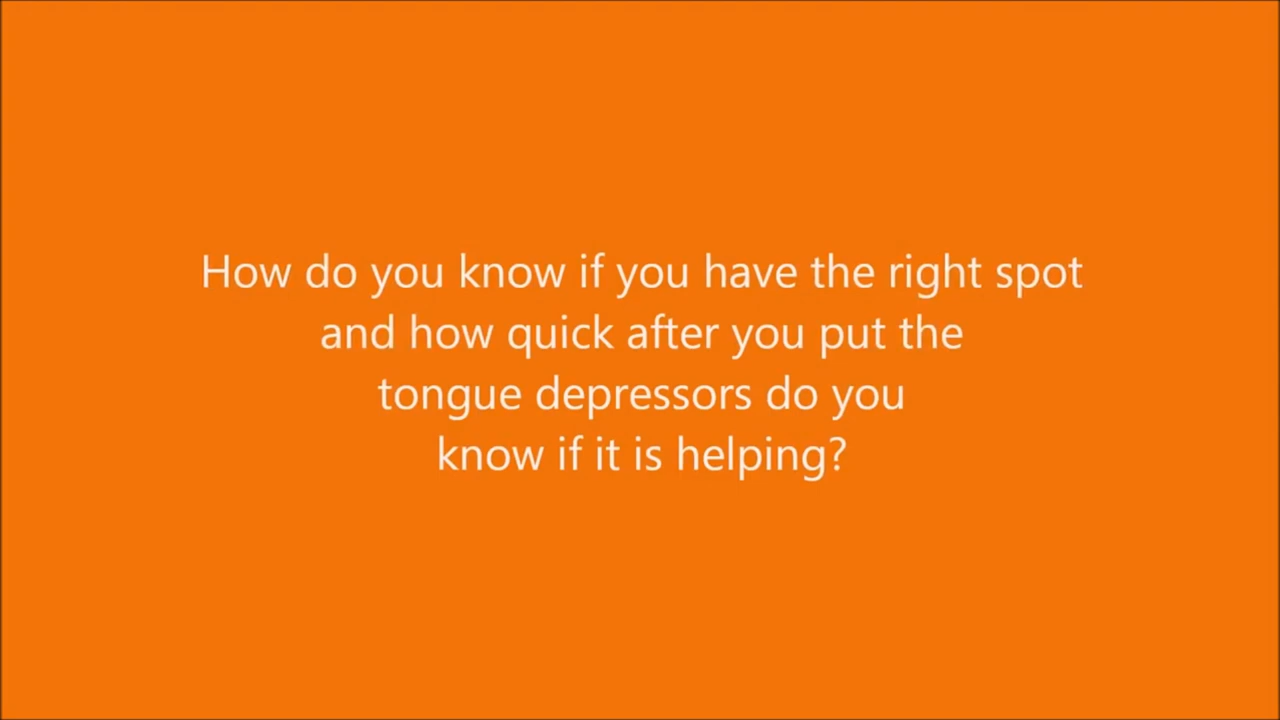 How do you know if you have the right spot
and how quick after you put the
tongue depressors do you
know if it is helping?